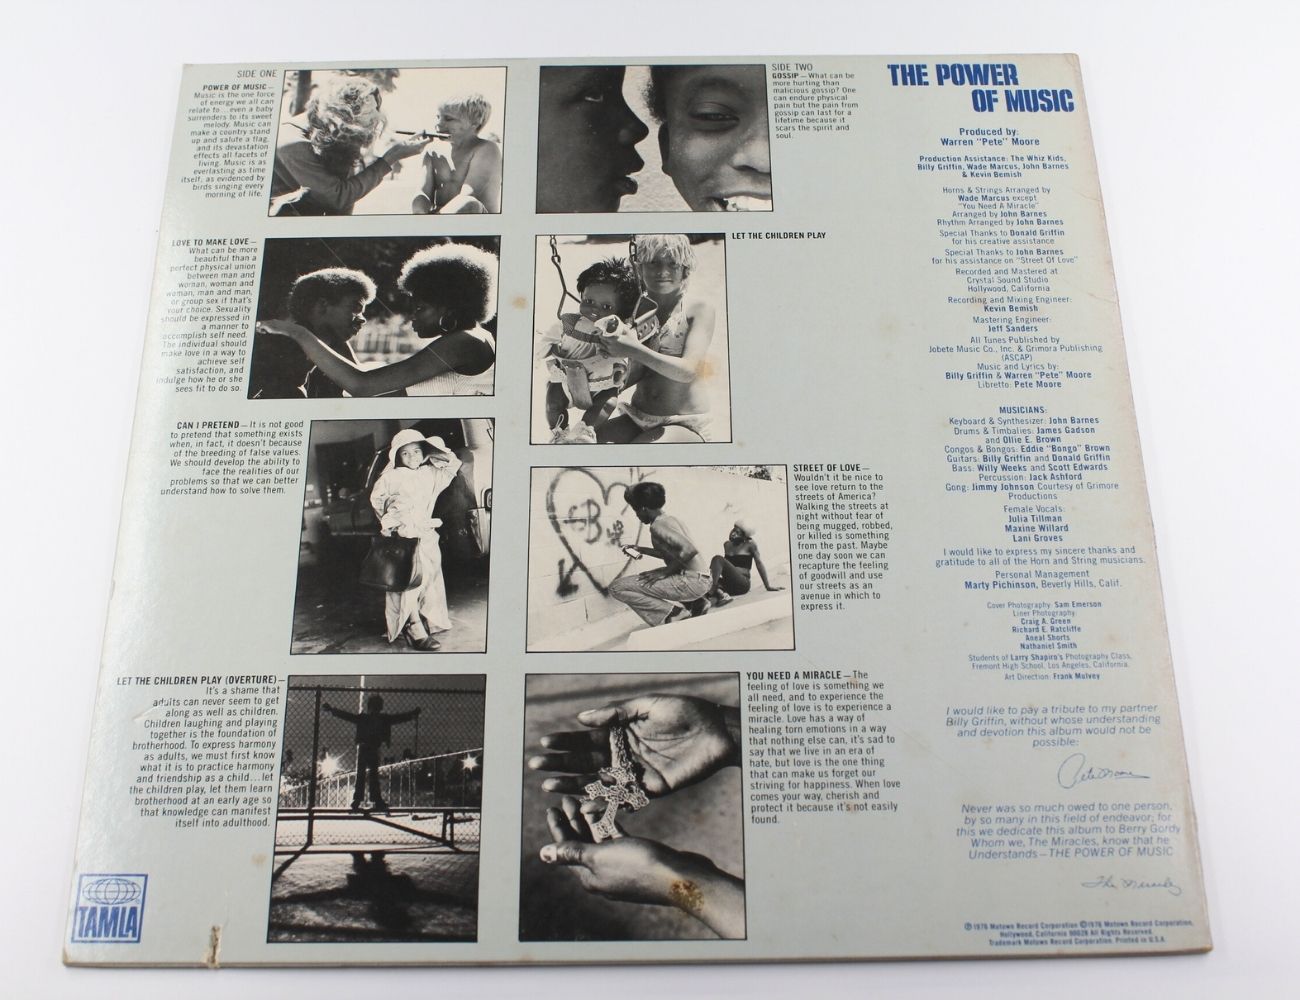 SIDE ONE
POWER OF MUSIC—
Music is the one force
of energy we all can
relate to...even a baby
surrenders to its sweet
melody. Music can
make a country stand
up and salute a flag,
and its devastation
effects all facets of
living. Music is as
everlasting as time
itself, as evidenced by
birds singing every
morning of life.
LOVE TO MAKE LOVE—
What can be more
beautiful than a
perfect physical union
between man and
woman, woman and
woman, man and man,
or group sex if that's
your choice. Sexuality
should be expressed in
a manner to
accomplish self need.
The individual should
make love in a way to
achieve self
satisfaction, and
indulge how he or she
sees fit to do so.
CAN I PRETEND—It is not good
to pretend that something exists
when, in fact, it doesn't because
of the breeding of false values.
We should develop the ability to
face the realities of our
problems so that we can better
understand how to solve them.
LET THE CHILDREN PLAY (OVERTURE)—
It's a shame that
adults can never seem to get
along as well as children.
Children laughing and playing
together is the foundation of
brotherhood. To express harmony
as adults, we must first know
what it is to practice harmony
and friendship as a child...let
the children play, let them learn
brotherhood at an early age so
that knowledge can manifest
itself into adulthood.
TAMLA
SIDE TWO
GOSSIP—What can be
more hurting than
malicious gossip? One
can endure physical
pain but the pain from
gossip can last for a
lifetime because it
scars the spirit and
soul.
LET THE CHILDREN PLAY
STREET OF LOVE—
Wouldn't it be nice to
see love return to the
streets of America?
Walking the streets at
night without fear of
being mugged, robbed,
or killed is something
from the past. Maybe
one day soon we can
recapture the feeling
of goodwill and use
our streets as an
avenue in which to
express it.
YOU NEED A MIRACLE—The
feeling of love is something we
all need, and to experience the
feeling of love is to experience a
miracle. Love has a way of
healing torn emotions in a way
that nothing else can, it's sad to
say that we live in an era of
hate, but love is the one thing
that can make us forget our
striving for happiness. When love
comes your way, cherish and
protect it because it's not easily
found.
THE POWER
OF MUSIC
Produced by:
Warren "Pete" Moore
Production Assistance: The Whiz Kids,
Billy Griffin, Wade Marcus, John Barnes
& Kevin Bemish
Horns & Strings Arranged by
Wade Marcus except
"You Need A Miracle"
Arranged by John Barnes
Rhythm Arranged by John Barnes
Special Thanks to Donald Griffin
for his creative assistance
Special Thanks to John Barnes
for his assistance on "Street Of Love"
Recorded and Mastered at
Crystal Sound Studio
Hollywood, California
Recording and Mixing Engineer:
Kevin Bemish
Mastering Engineer:
Jeff Sanders
All Tunes Published by
Jobete Music Co., Inc. & Grimora Publishing
(ASCAP)
Music and Lyrics by:
Billy Griffin & Warren "Pete" Moore
Libretto: Pete Moore
MUSICIANS:
Keyboard & Synthesizer: John Barnes
Drums & Timbalies: James Gadson
and Ollie E. Brown
Congos & Bongos: Eddie "Bongo" Brown
Guitars: Billy Griffin and Donald Griffin
Bass: Willy Weeks and Scott Edwards
Percussion: Jack Ashford
Gong: Jimmy Johnson Courtesy of Grimore
Productions
Female Vocals:
Julia Tillman
Maxine Willard
Lani Groves
I would like to express my sincere thanks and
gratitude to all of the Horn and String musicians.
Personal Management
Marty Pichinson, Beverly Hills, Calif.
Cover Photography: Sam Emerson
Liner Photography:
Craig A. Green
Richard E. Ratcliffe
Aneal Shorts
Nathaniel Smith
Students of Larry Shapiro's Photography Class,
Fremont High School, Los Angeles, California.
Art Direction: Frank Mulvey
I would like to pay a tribute to my partner
Billy Griffin, without whose understanding
and devotion this album would not be
possible:
Pete Moore
Never was so much owed to one person,
by so many in this field of endeavor; for
this we dedicate this album to Berry Gordy
Whom we, The Miracles, know that he
Understands—THE POWER OF MUSIC
The Miracles
Ⓟ1976 Motown Record Corporation ©1976 Motown Record Corporation,
Hollywood, California 90028 All Rights Reserved.
Trademark Motown Record Corporation. Printed in U.S.A.